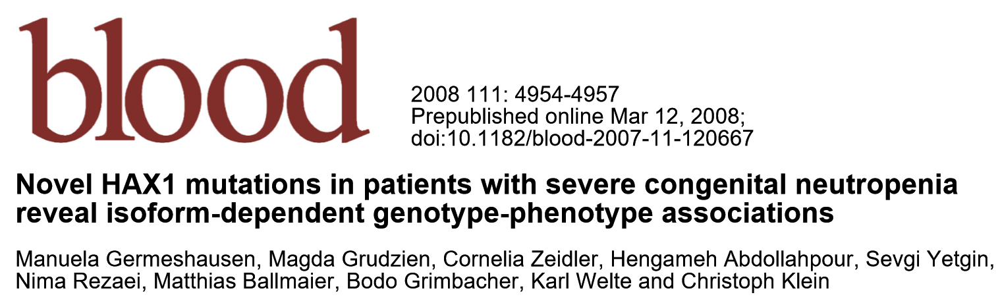 blood
2008 111: 4954-4957
Prepublished online Mar 12, 2008;
doi:10.1182/blood-2007-11-120667
Novel HAX1 mutations in patients with severe congenital neutropenia
reveal isoform-dependent genotype-phenotype associations
Manuela Germeshausen, Magda Grudzien, Cornelia Zeidler, Hengameh Abdollahpour, Sevgi Yetgin,
Nima Rezaei, Matthias Ballmaier, Bodo Grimbacher, Karl Welte and Christoph Klein